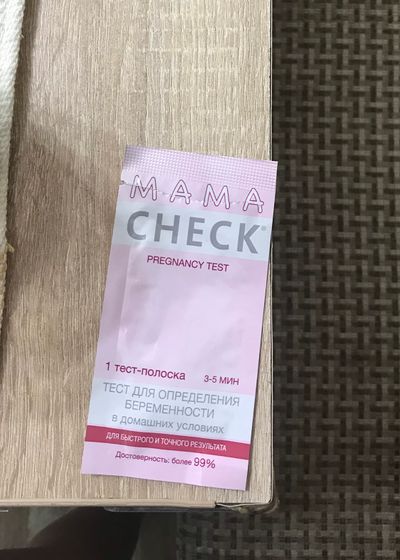 MAMA
CHECK®
PREGNANCY TEST
1 тест-полоска 3-5 МИН
ТЕСТ ДЛЯ ОПРЕДЕЛЕНИЯ
БЕРЕМЕННОСТИ
в домашних условиях
ДЛЯ БЫСТРОГО И ТОЧНОГО РЕЗУЛЬТАТА
Достоверность: более 99%